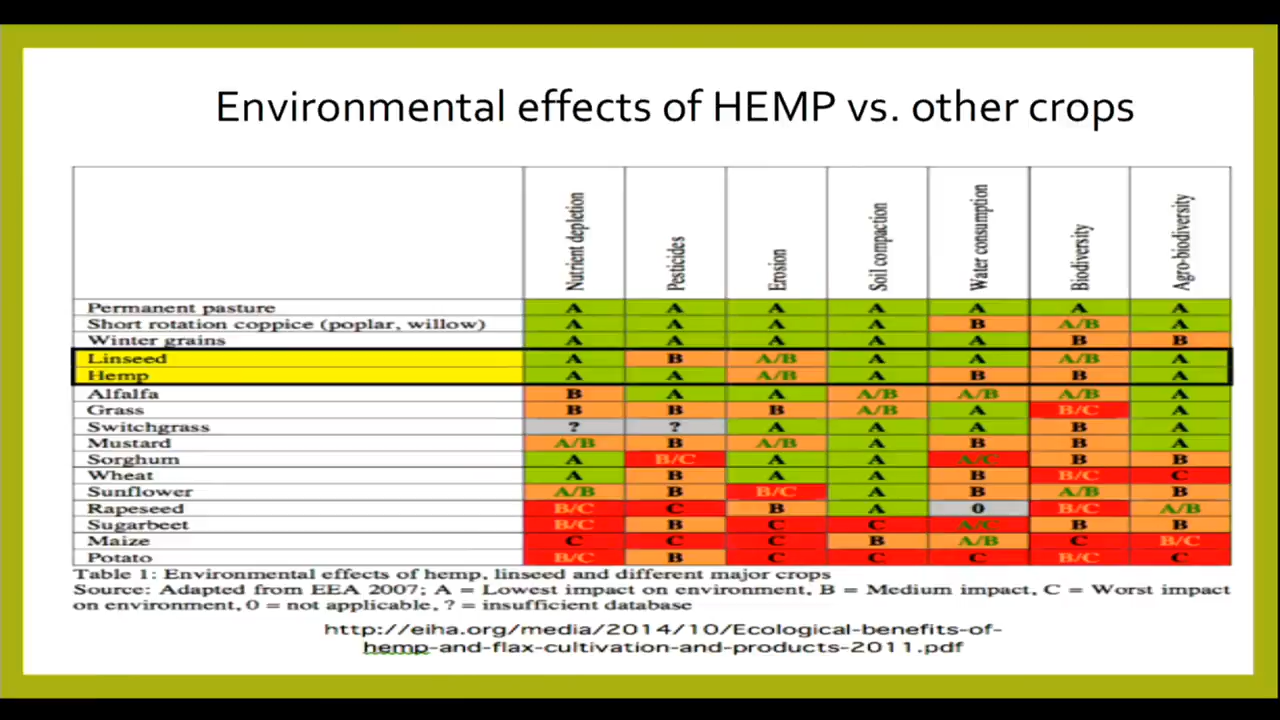 Environmental effects of HEMP vs. other crops
Nutrient depletion Pesticides Erosion Soil compaction Water consumption Biodiversity Agro-biodiversity
Permanent pasture A A A A A A A
Short rotation coppice (poplar, willow) A A A A B A/B A
Winter grains A A A A A B B
Linseed A B A/B A A A/B A
Hemp A A A/B A B B A
Alfalfa B A A A/B A/B A/B A
Grass B B B A/B A B/C A
Switchgrass ? ? A A A B A
Mustard A/B B A/B A B B A
Sorghum A B/C A A A/C B B
Wheat A B A A B B/C C
Sunflower A/B B B/C A B A/B B
Rapeseed B/C C B A 0 B/C A/B
Sugarbeet B/C B C C A/C B B
Maize C C C B A/B C B/C
Potato B/C B C C C B/C C
Table 1: Environmental effects of hemp, linseed and different major crops
Source: Adapted from EEA 2007; A = Lowest impact on environment, B = Medium impact, C = Worst impact
on environment, 0 = not applicable, ? = insufficient database
http://eiha.org/media/2014/10/Ecological-benefits-of-
hemp-and-flax-cultivation-and-products-2011.pdf